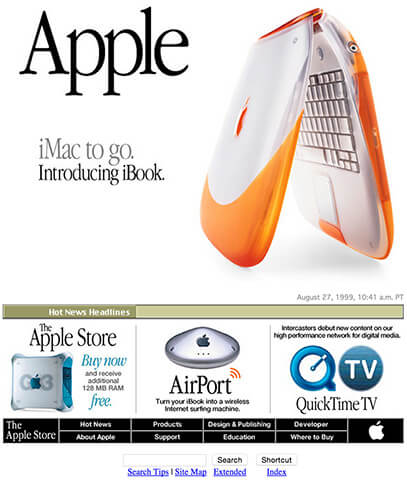 Apple
iMac to go.
Introducing iBook.
August 27, 1999, 10:41 a.m. PT
Hot News Headlines
The
Apple Store
G3
Buy now
and receive
additional
128 MB RAM
free.
AirPort
Turn your iBook into a wireless
Internet surfing machine.
Intercasters debut new content on our
high performance network for digital media.
TV
QuickTime TV
The
Apple Store
Hot News
Products
Design & Publishing
Developer
About Apple
Support
Education
Where to Buy
Search
Shortcut
Search Tips | Site Map
Extended
Index